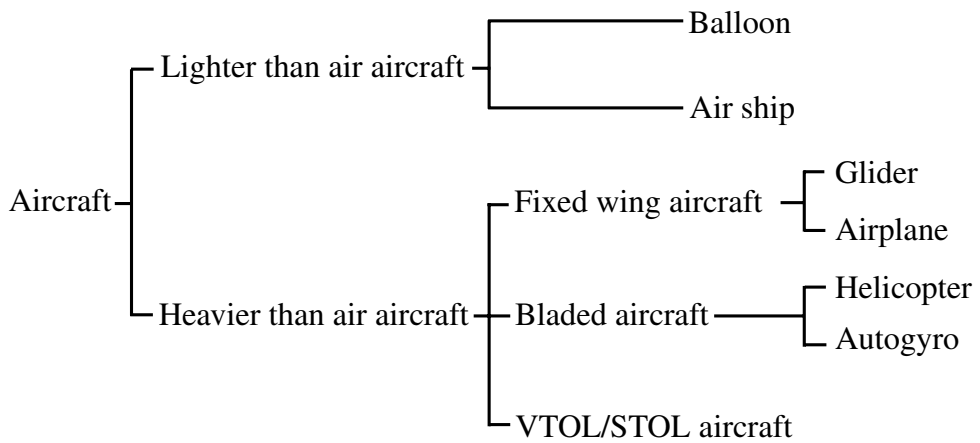 Aircraft
Lighter than air aircraft
Balloon
Air ship
Heavier than air aircraft
Fixed wing aircraft
Glider
Airplane
Bladed aircraft
Helicopter
Autogyro
VTOL/STOL aircraft